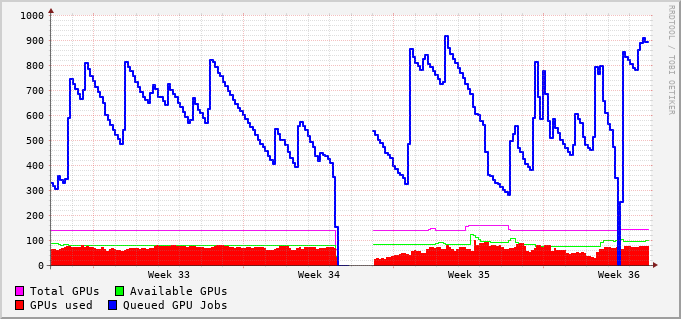 1000
900
800
700
600
500
400
300
200
100
0
Week 33 Week 34 Week 35 Week 36
Total GPUs Available GPUs
GPUs used Queued GPU Jobs
RRDTOOL / TOBI OETIKER